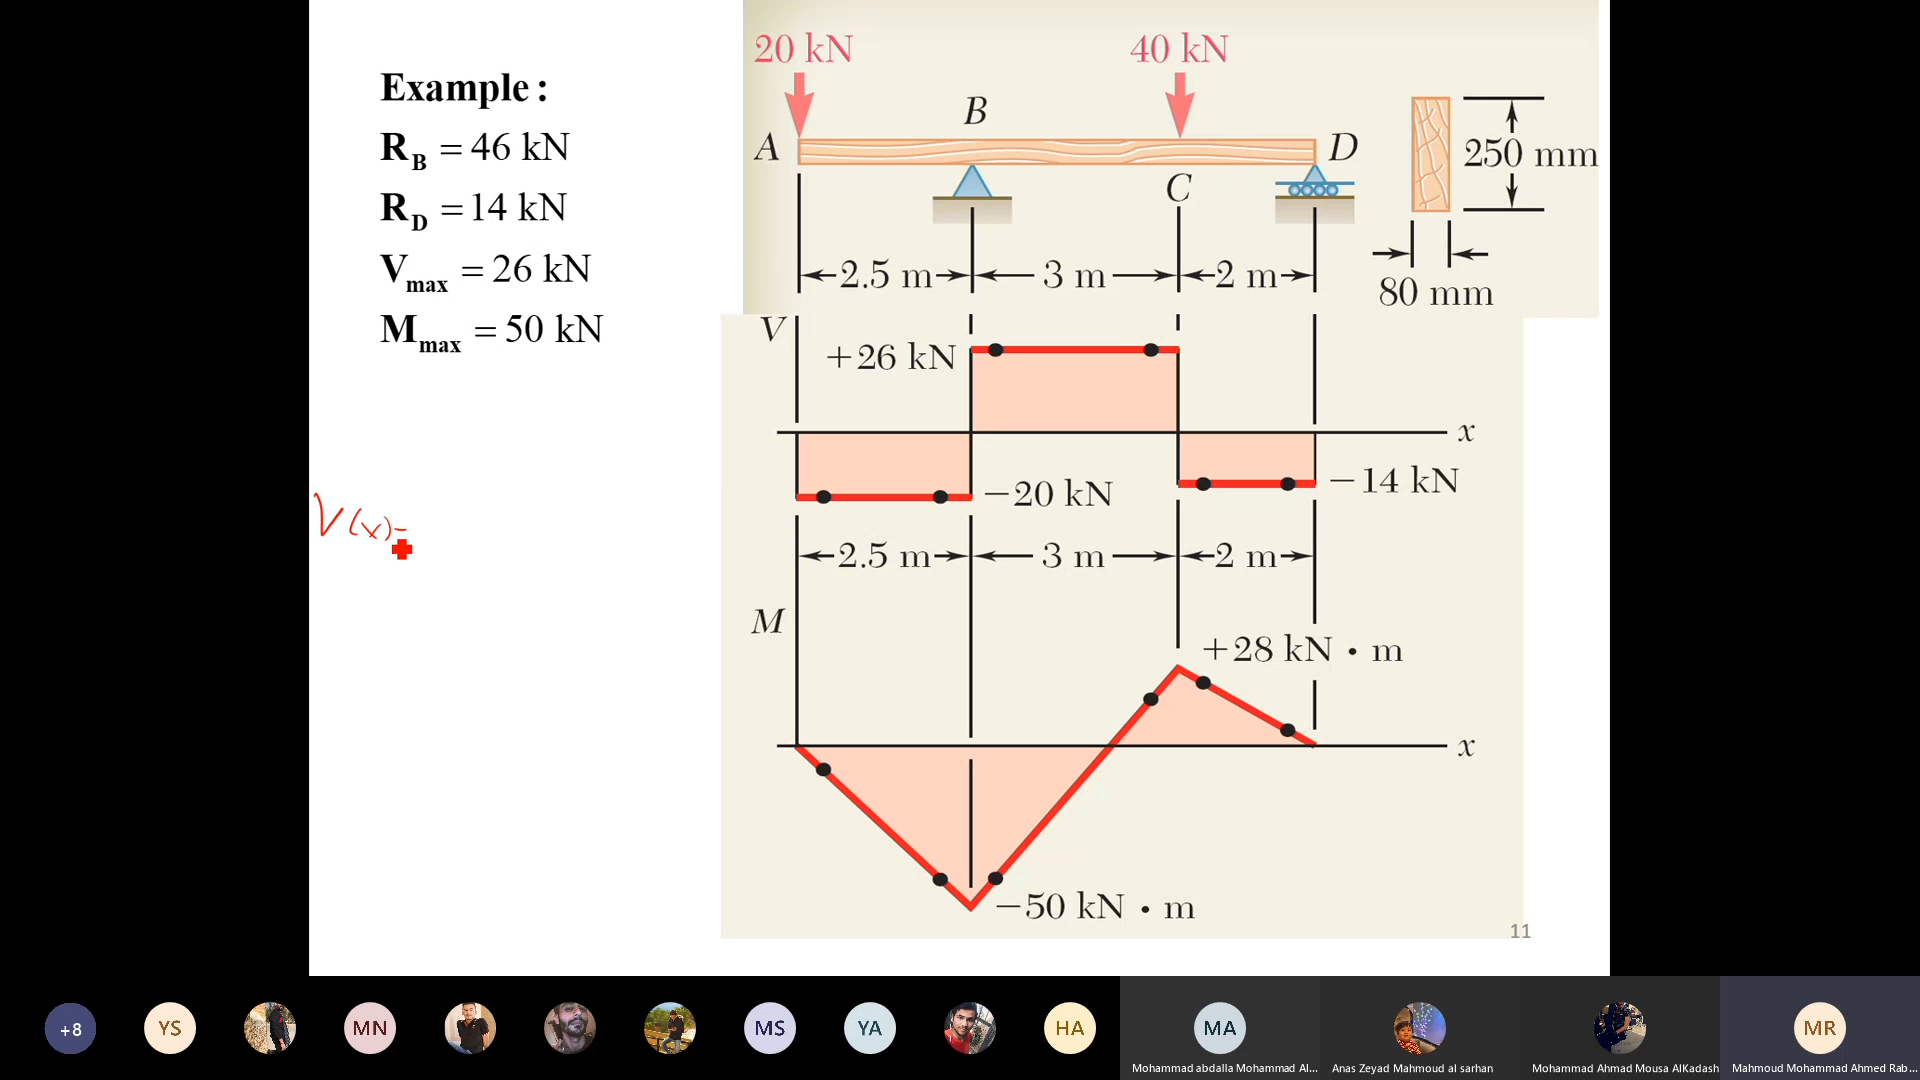 Example :
R_B = 46 kN
R_D = 14 kN
V_max = 26 kN
M_max = 50 kN
V(x)=
20 kN
40 kN
A
B
C
D
250 mm
80 mm
2.5 m
3 m
2 m
V
+26 kN
x
−20 kN
−14 kN
2.5 m
3 m
2 m
M
+28 kN • m
x
−50 kN • m
11
+8
YS
MN
MS
YA
HA
MA
MR
Mohammad abdalla Mohammad Al...
Anas Zeyad Mahmoud al sarhan
Mohammad Ahmad Mousa AlKadash
Mahmoud Mohammad Ahmed Rab...